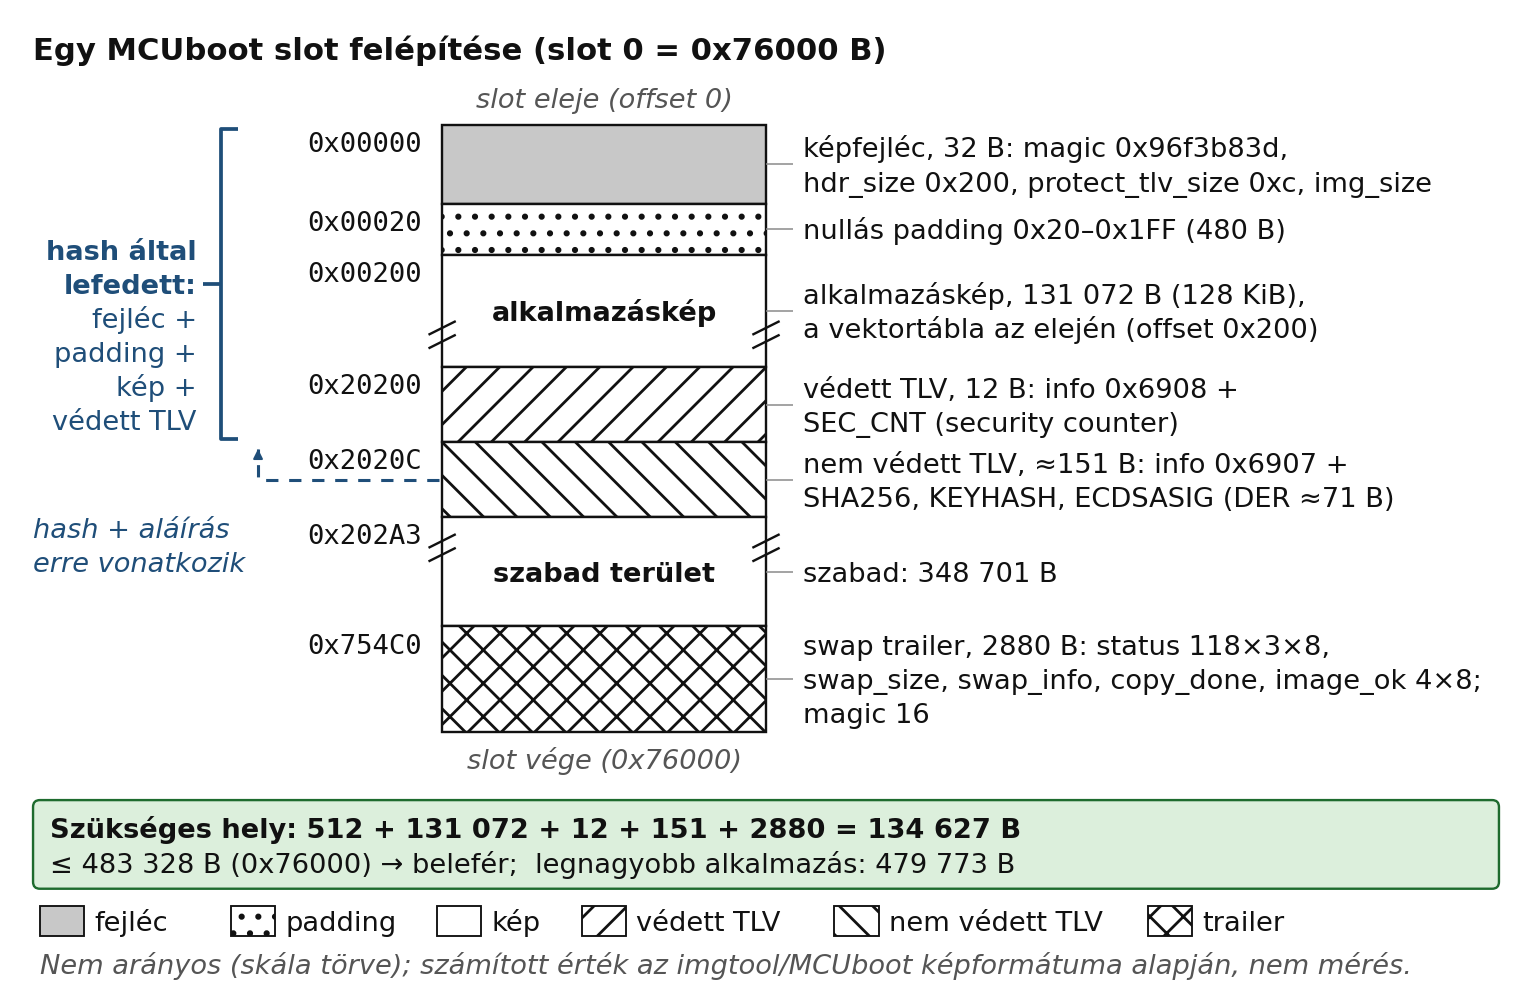 Egy MCUboot slot felépítése (slot 0 = 0x76000 B)
slot eleje (offset 0)
0x00000
képfejléc, 32 B: magic 0x96f3b83d,
hdr_size 0x200, protect_tlv_size 0xc, img_size
0x00020
nullás padding 0x20–0x1FF (480 B)
0x00200
alkalmazáskép
alkalmazáskép, 131 072 B (128 KiB),
a vektortábla az elején (offset 0x200)
hash által
lefedett:
fejléc +
padding +
kép +
védett TLV
0x20200
védett TLV, 12 B: info 0x6908 +
SEC_CNT (security counter)
0x2020C
nem védett TLV, ≈151 B: info 0x6907 +
SHA256, KEYHASH, ECDSASIG (DER ≈71 B)
hash + aláírás
erre vonatkozik
0x202A3
szabad terület
szabad: 348 701 B
0x754C0
swap trailer, 2880 B: status 118×3×8,
swap_size, swap_info, copy_done, image_ok 4×8;
magic 16
slot vége (0x76000)
Szükséges hely: 512 + 131 072 + 12 + 151 + 2880 = 134 627 B
≤ 483 328 B (0x76000) → belefér; legnagyobb alkalmazás: 479 773 B
fejléc padding kép védett TLV nem védett TLV trailer
Nem arányos (skála törve); számított érték az imgtool/MCUboot képformátuma alapján, nem mérés.